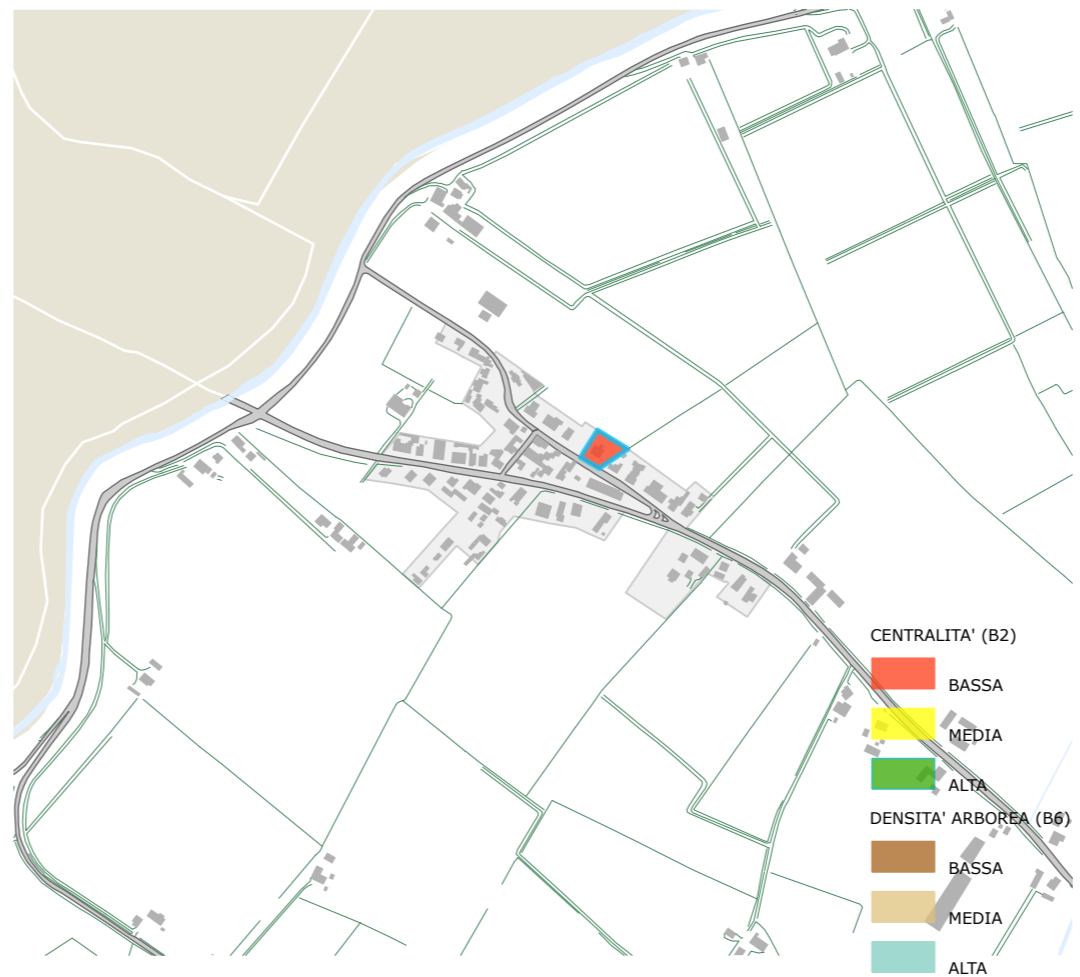 CENTRALITA' (B2)
BASSA
MEDIA
ALTA
DENSITA' ARBOREA (B6)
BASSA
MEDIA
ALTA